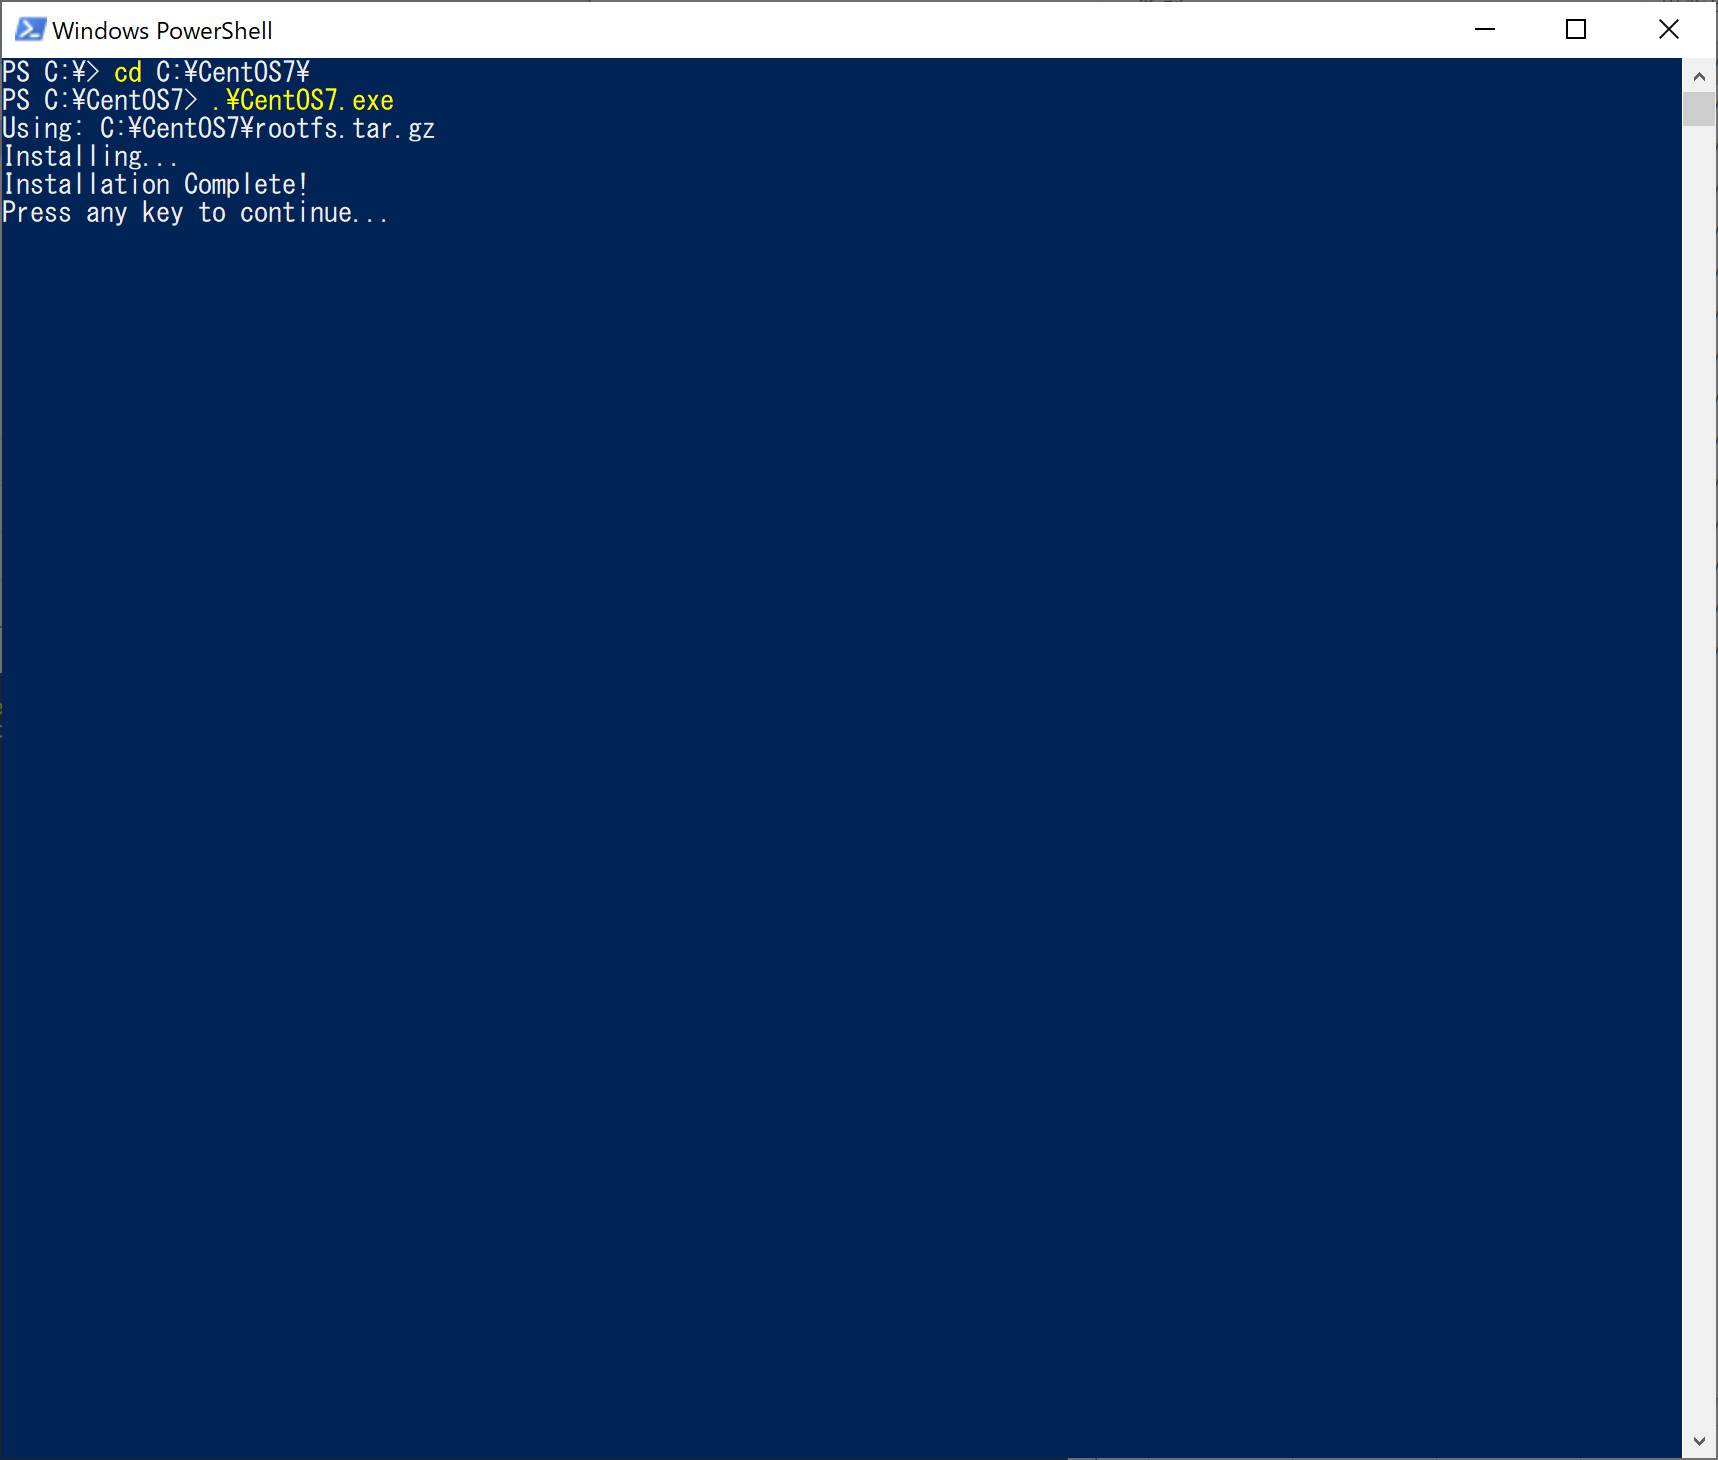 Windows PowerShell
PS C:¥> cd C:¥CentOS7¥
PS C:¥CentOS7> .¥CentOS7.exe
Using: C:¥CentOS7¥rootfs.tar.gz
Installing...
Installation Complete!
Press any key to continue...